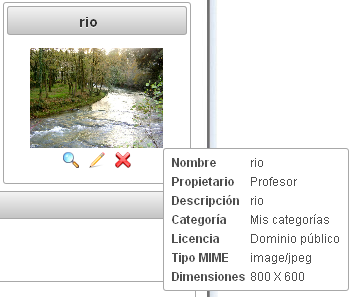 rio
Nombre rio
Propietario Profesor
Descripción rio
Categoría Mis categorías
Licencia Dominio público
Tipo MIME image/jpeg
Dimensiones 800 X 600